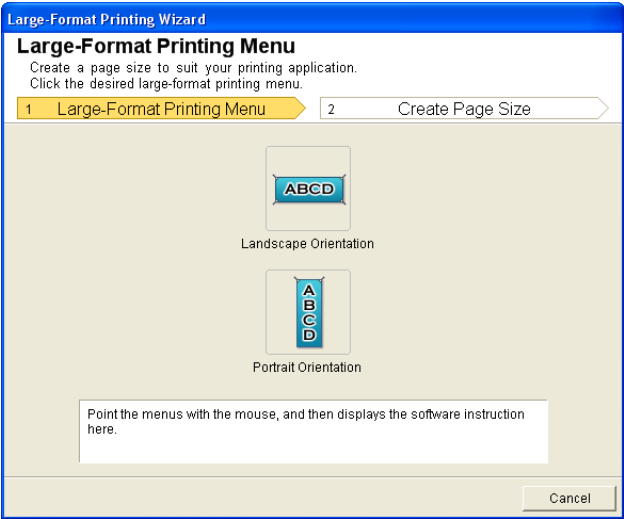 Large-Format Printing Wizard
Large-Format Printing Menu
Create a page size to suit your printing application.
Click the desired large-format printing menu.
1 Large-Format Printing Menu 2 Create Page Size
ABCD
Landscape Orientation
A
B
C
D
Portrait Orientation
Point the menus with the mouse, and then displays the software instruction
here.
Cancel